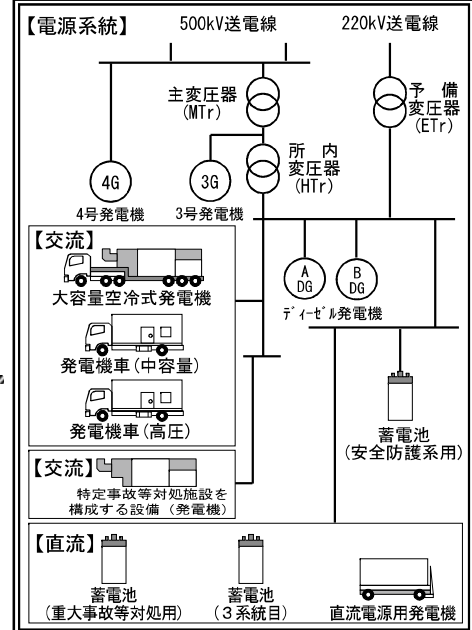 【電源系統】
500kV送電線
220kV送電線
主変圧器
(MTr)
予　備
変圧器
(ETr)
所　内
変圧器
(HTr)
4G
3G
4号発電機
3号発電機
【交流】
大容量空冷式発電機
発電機車(中容量)
発電機車(高圧)
A
DG
B
DG
ﾃﾞｨｰｾﾞﾙ発電機
蓄電池
(安全防護系用)
【交流】
特定事故等対処施設を
構成する設備（発電機）
【直流】
蓄電池
(重大事故等対処用)
蓄電池
(３系統目)
直流電源用発電機